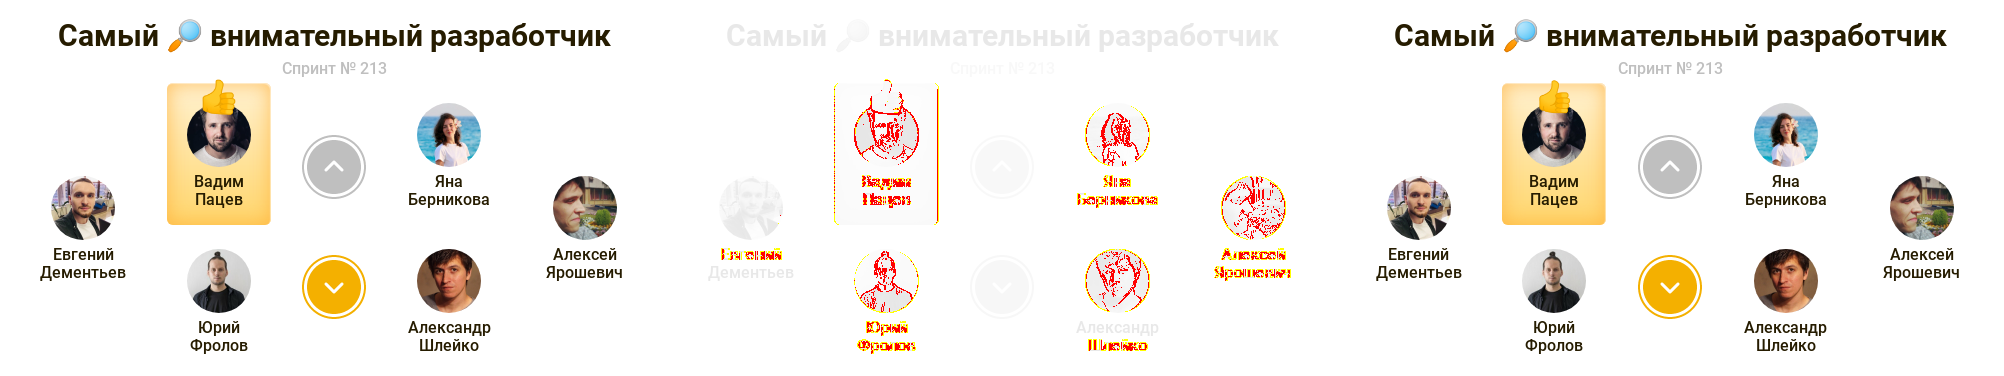 Самый 🔎 внимательный разработчик
Спринт № 213
Вадим
Пацев
Яна
Берникова
Евгений
Дементьев
Алексей
Ярошевич
Юрий
Фролов
Александр
Шлейко
Самый 🔎 внимательный разработчик
Спринт № 213
Вадим
Пацев
Яна
Берникова
Евгений
Дементьев
Алексей
Ярошевич
Юрий
Фролов
Александр
Шлейко
Самый 🔎 внимательный разработчик
Спринт № 213
Вадим
Пацев
Яна
Берникова
Евгений
Дементьев
Алексей
Ярошевич
Юрий
Фролов
Александр
Шлейко